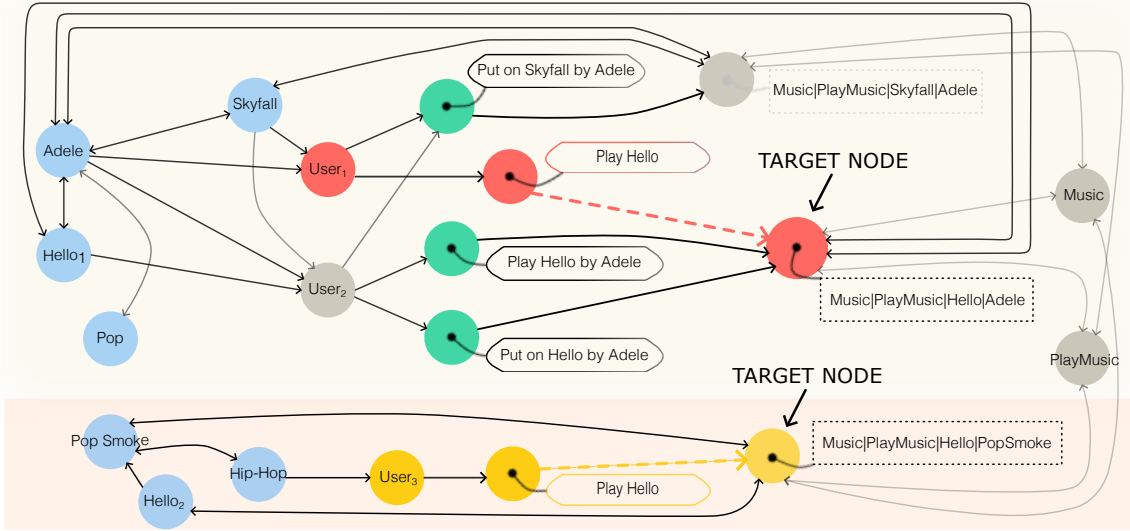 Put on Skyfall by Adele
Music|PlayMusic|Skyfall|Adele
Skyfall
Adele
User1
Play Hello
TARGET NODE
Music
Hello1
User2
Play Hello by Adele
Music|PlayMusic|Hello|Adele
Pop
Put on Hello by Adele
PlayMusic
TARGET NODE
Pop Smoke
Music|PlayMusic|Hello|PopSmoke
Hip-Hop
User3
Play Hello
Hello2